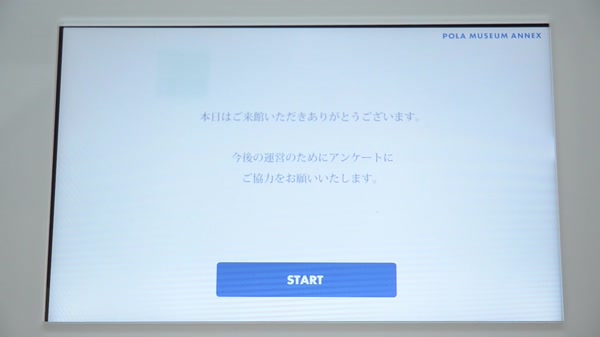 POLA MUSEUM ANNEX
本日はご来館いただきありがとうございます。
今後の運営のためにアンケートに
ご協力をお願いいたします。
START